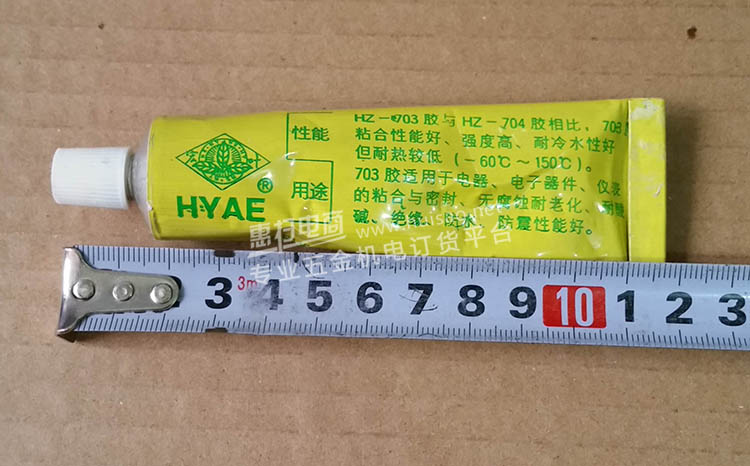 性能
HZ-703 胶与 HZ-704 胶相比, 703
粘合性能好、强度高、耐冷水性好
但耐热较低 (-60℃~150℃)。
用途
703 胶适用于电器、电子器件、仪表
的粘合与密封、无腐蚀耐老化、耐酸
碱、绝缘、防水、防震性能好。
HYAE ®
惠有电商
www.huisyw.net
专业五金机电订货平台
3 3m 4 5 6 7 8 9 10 1 2 3